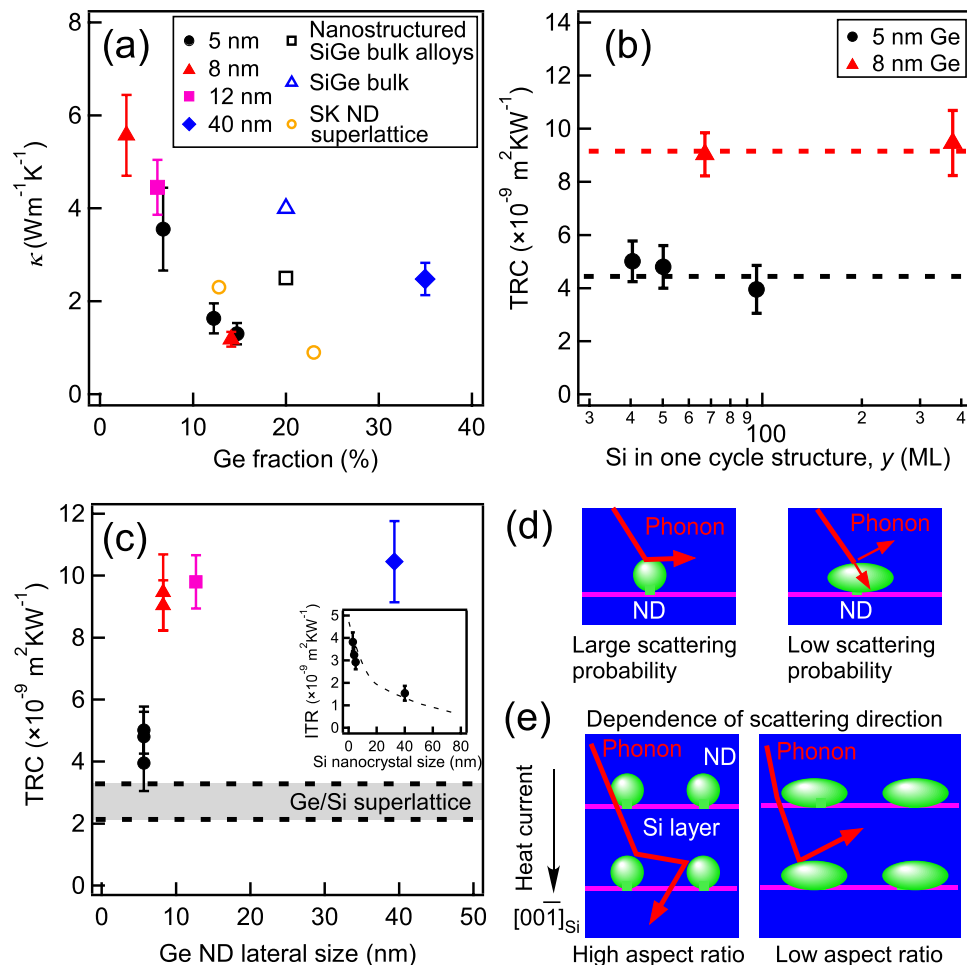 (a)
5 nm
8 nm
12 nm
40 nm
Nanostructured
SiGe bulk alloys
SiGe bulk
SK ND
superlattice
κ (Wm⁻¹K⁻¹)
8
6
4
2
0
0 10 20 30 40
Ge fraction (%)
(b)
5 nm Ge
8 nm Ge
TRC (×10⁻⁹ m²KW⁻¹)
14
12
10
8
6
4
2
0
3 4 5 6 7 8 9 100 2 3 4
Si in one cycle structure, y (ML)
(c)
TRC (×10⁻⁹ m²KW⁻¹)
12
10
8
6
4
2
0
0 10 20 30 40 50
Ge ND lateral size (nm)
Ge/Si superlattice
ITR (×10⁻⁹ m²KW⁻¹)
5
4
3
2
1
0
0 20 40 60 80
Si nanocrystal size (nm)
(d)
Phonon
ND
Large scattering
probability
Phonon
ND
Low scattering
probability
(e)
Dependence of scattering direction
Heat current
[001̅]Si
Phonon
ND
Si layer
High aspect ratio
Phonon
Low aspect ratio